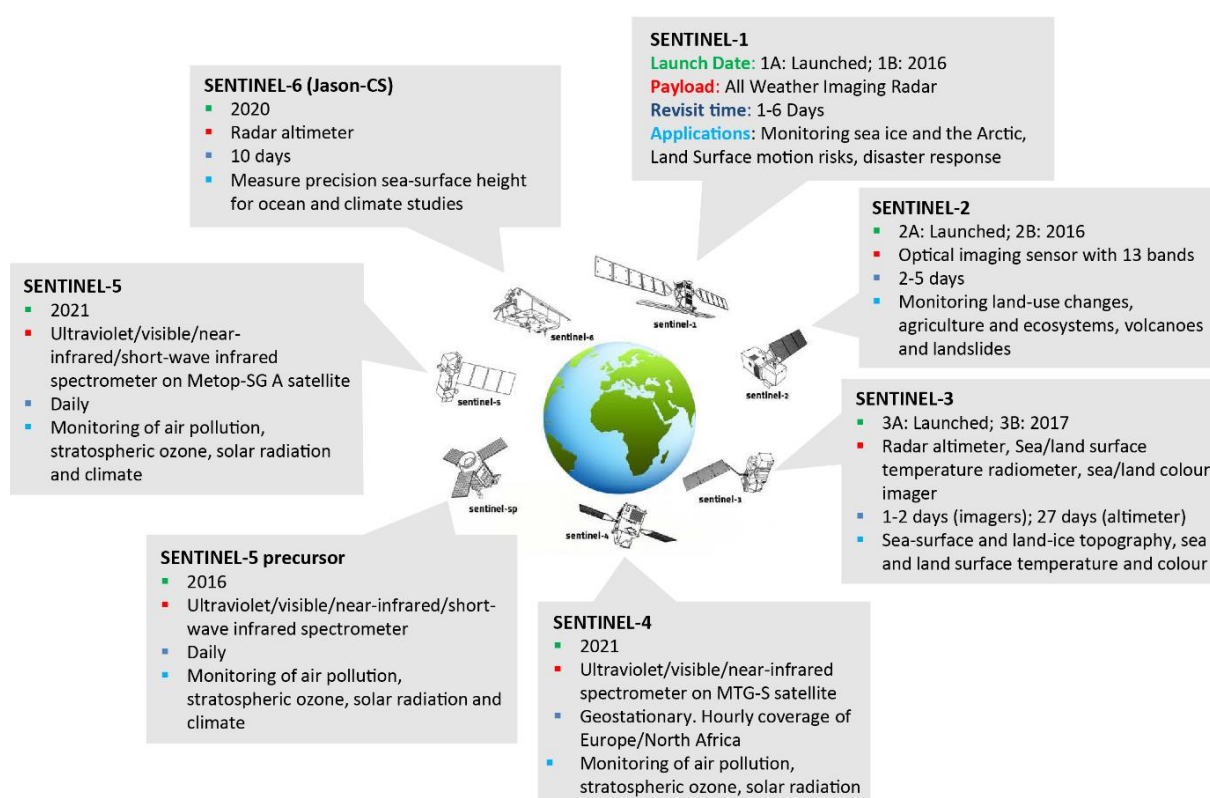 SENTINEL-1
Launch Date: 1A: Launched; 1B: 2016
Payload: All Weather Imaging Radar
Revisit time: 1-6 Days
Applications: Monitoring sea ice and the Arctic,
Land Surface motion risks, disaster response
SENTINEL-6 (Jason-CS)
2020
Radar altimeter
10 days
Measure precision sea-surface height
for ocean and climate studies
SENTINEL-2
2A: Launched; 2B: 2016
Optical imaging sensor with 13 bands
2-5 days
Monitoring land-use changes,
agriculture and ecosystems, volcanoes
and landslides
SENTINEL-5
2021
Ultraviolet/visible/near-
infrared/short-wave infrared
spectrometer on Metop-SG A satellite
Daily
Monitoring of air pollution,
stratospheric ozone, solar radiation
and climate
sentinel-1
sentinel-6
sentinel-2
sentinel-5
sentinel-3
sentinel-5p
sentinel-4
SENTINEL-3
3A: Launched; 3B: 2017
Radar altimeter, Sea/land surface
temperature radiometer, sea/land colour
imager
1-2 days (imagers); 27 days (altimeter)
Sea-surface and land-ice topography, sea
and land surface temperature and colour
SENTINEL-5 precursor
2016
Ultraviolet/visible/near-infrared/short-
wave infrared spectrometer
Daily
Monitoring of air pollution,
stratospheric ozone, solar radiation and
climate
SENTINEL-4
2021
Ultraviolet/visible/near-infrared
spectrometer on MTG-S satellite
Geostationary. Hourly coverage of
Europe/North Africa
Monitoring of air pollution,
stratospheric ozone, solar radiation